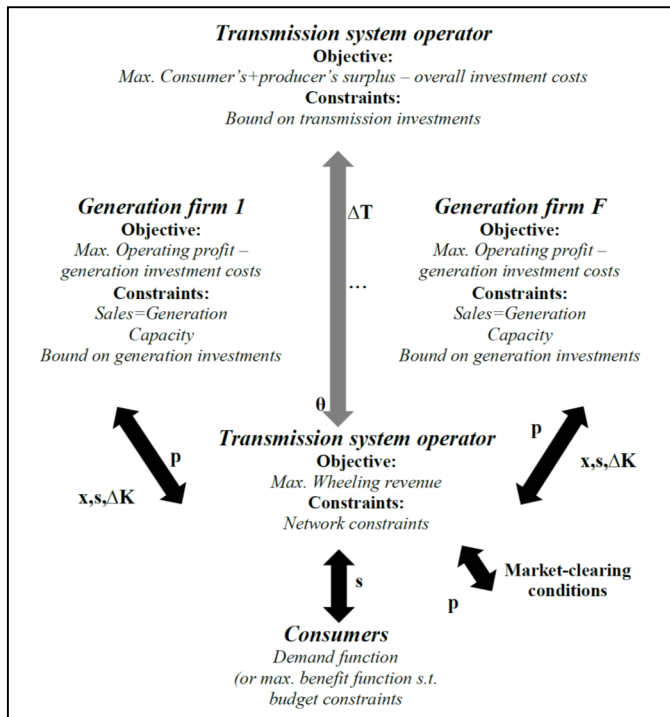 Transmission system operator
Objective:
Max. Consumer's+producer's surplus – overall investment costs
Constraints:
Bound on transmission investments
ΔT
Generation firm 1
Objective:
Max. Operating profit –
generation investment costs
Constraints:
Sales=Generation
Capacity
Bound on generation investments
...
Generation firm F
Objective:
Max. Operating profit –
generation investment costs
Constraints:
Sales=Generation
Capacity
Bound on generation investments
θ
Transmission system operator
Objective:
Max. Wheeling revenue
Constraints:
Network constraints
p
x,s,ΔK
p
x,s,ΔK
s
p
Market-clearing
conditions
Consumers
Demand function
(or max. benefit function s.t.
budget constraints